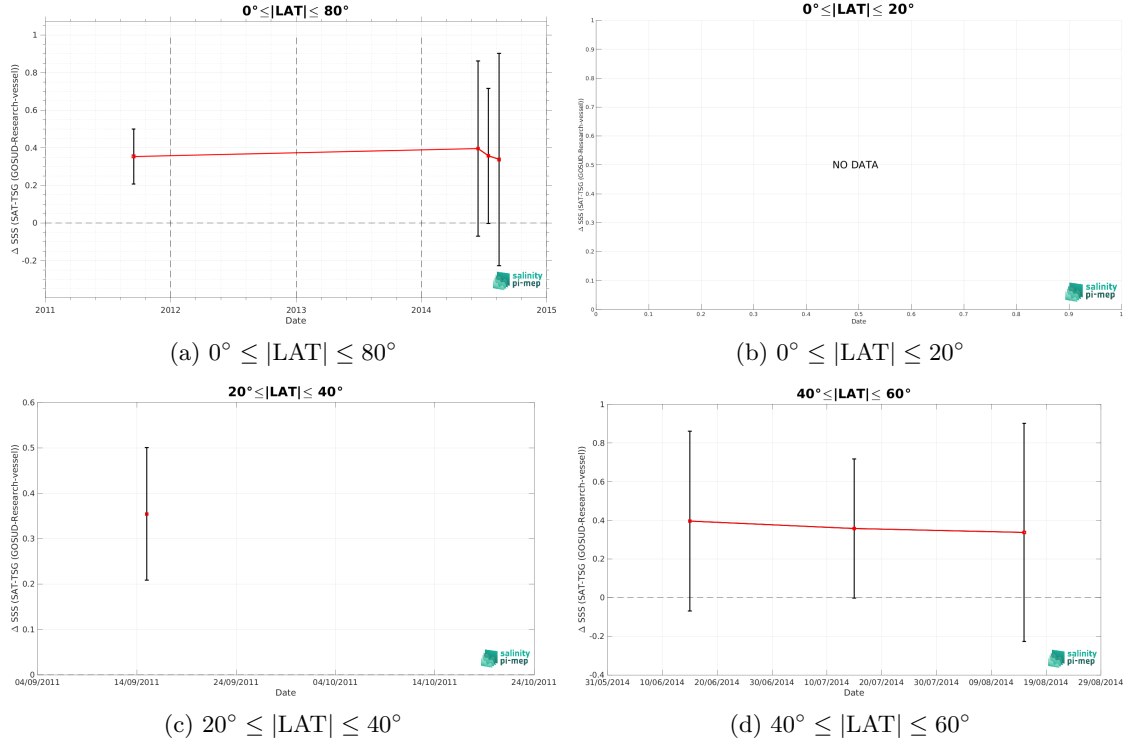 0°≤|LAT|≤ 80°
Δ SSS (SAT-TSG (GOSUD-Research-vessel))
1
0.8
0.6
0.4
0.2
0
-0.2
2011 2012 2013 2014 2015
Date
salinity
pi-mep
(a) 0° ≤ |LAT| ≤ 80°
0°≤|LAT|≤ 20°
Δ SSS (SAT-TSG (GOSUD-Research-vessel))
1
0.9
0.8
0.7
0.6
0.5
0.4
0.3
0.2
0.1
0
NO DATA
0 0.1 0.2 0.3 0.4 0.5 0.6 0.7 0.8 0.9 1
Date
salinity
pi-mep
(b) 0° ≤ |LAT| ≤ 20°
20°≤|LAT|≤ 40°
Δ SSS (SAT-TSG (GOSUD-Research-vessel))
0.6
0.5
0.4
0.3
0.2
0.1
0
04/09/2011 14/09/2011 24/09/2011 04/10/2011 14/10/2011 24/10/2011
Date
salinity
pi-mep
(c) 20° ≤ |LAT| ≤ 40°
40°≤|LAT|≤ 60°
Δ SSS (SAT-TSG (GOSUD-Research-vessel))
1
0.8
0.6
0.4
0.2
0
-0.2
-0.4
31/05/2014 10/06/2014 20/06/2014 30/06/2014 10/07/2014 20/07/2014 30/07/2014 09/08/2014 19/08/2014 29/08/2014
Date
salinity
pi-mep
(d) 40° ≤ |LAT| ≤ 60°